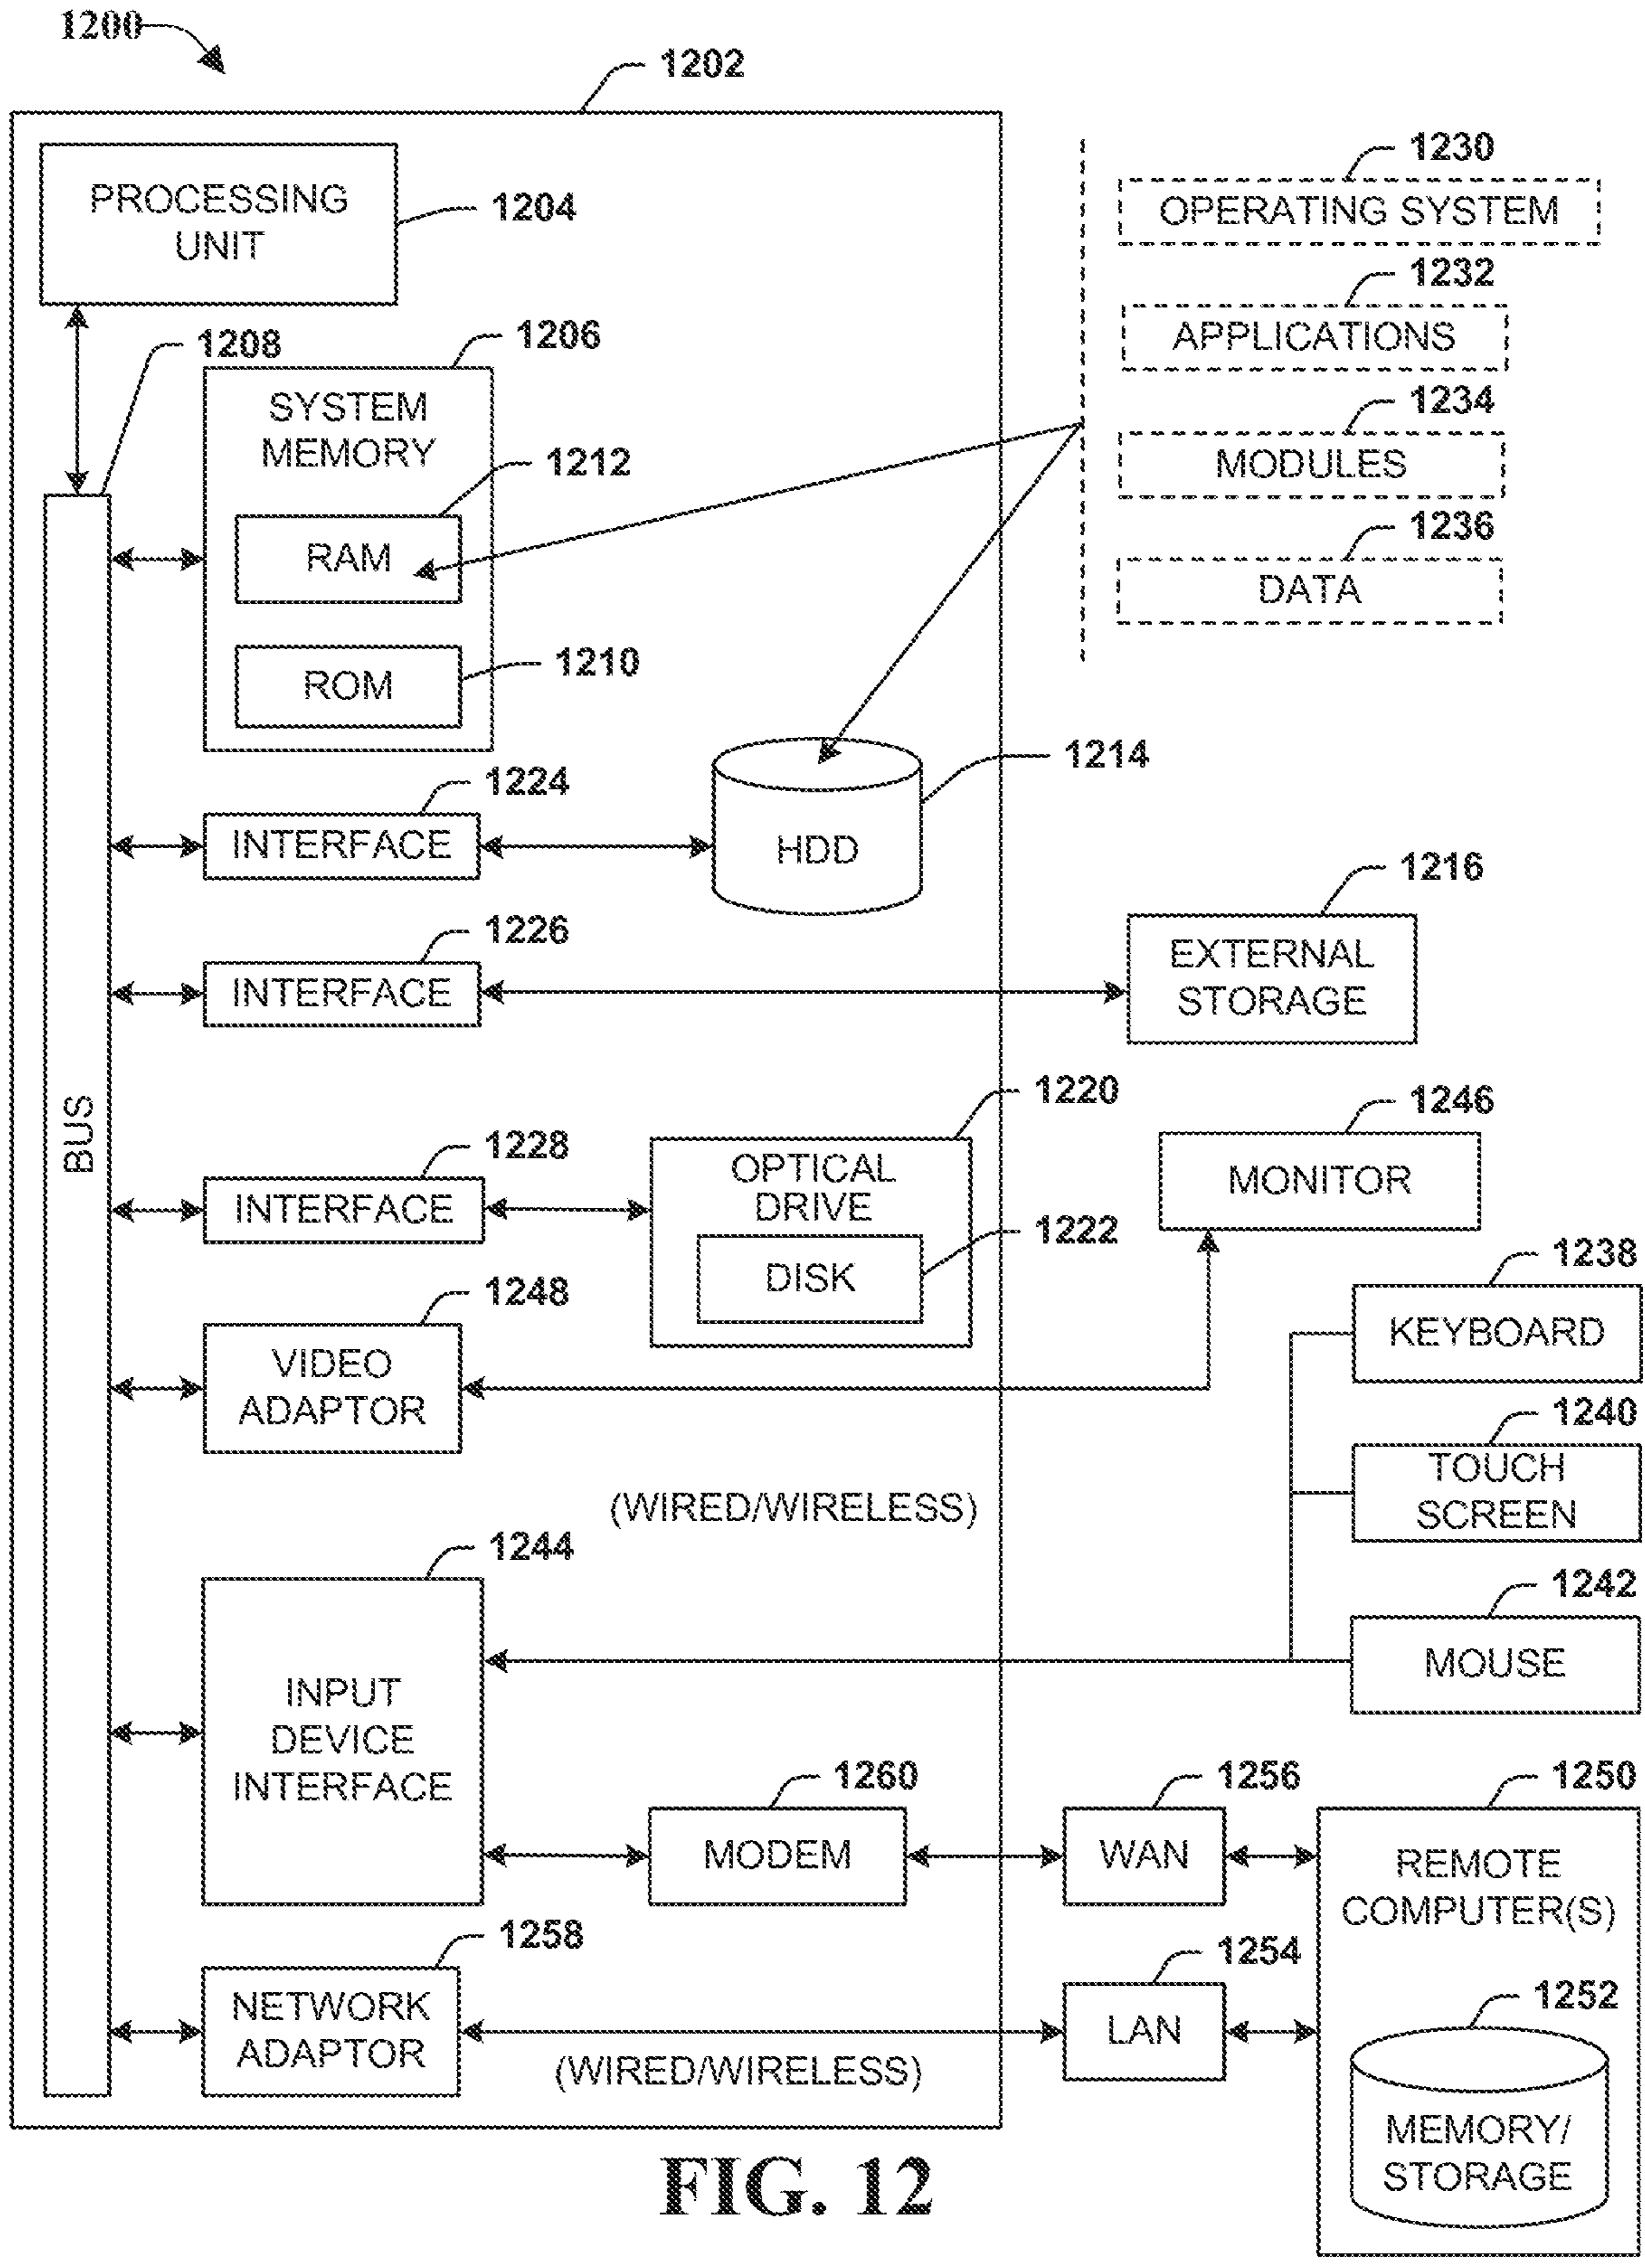 1200
1202
PROCESSING
UNIT
1204
1230
OPERATING SYSTEM
1232
APPLICATIONS
1234
MODULES
1236
DATA
1208
1206
SYSTEM
MEMORY
1212
RAM
1210
ROM
1214
HDD
1224
INTERFACE
1216
EXTERNAL
STORAGE
1226
INTERFACE
BUS
1220
OPTICAL
DRIVE
1222
DISK
1228
INTERFACE
1246
MONITOR
1248
VIDEO
ADAPTOR
1238
KEYBOARD
1240
TOUCH
SCREEN
(WIRED/WIRELESS)
1242
MOUSE
1244
INPUT
DEVICE
INTERFACE
1260
MODEM
1256
WAN
1250
REMOTE
COMPUTER(S)
1258
NETWORK
ADAPTOR
(WIRED/WIRELESS)
1254
LAN
1252
MEMORY/
STORAGE
FIG. 12